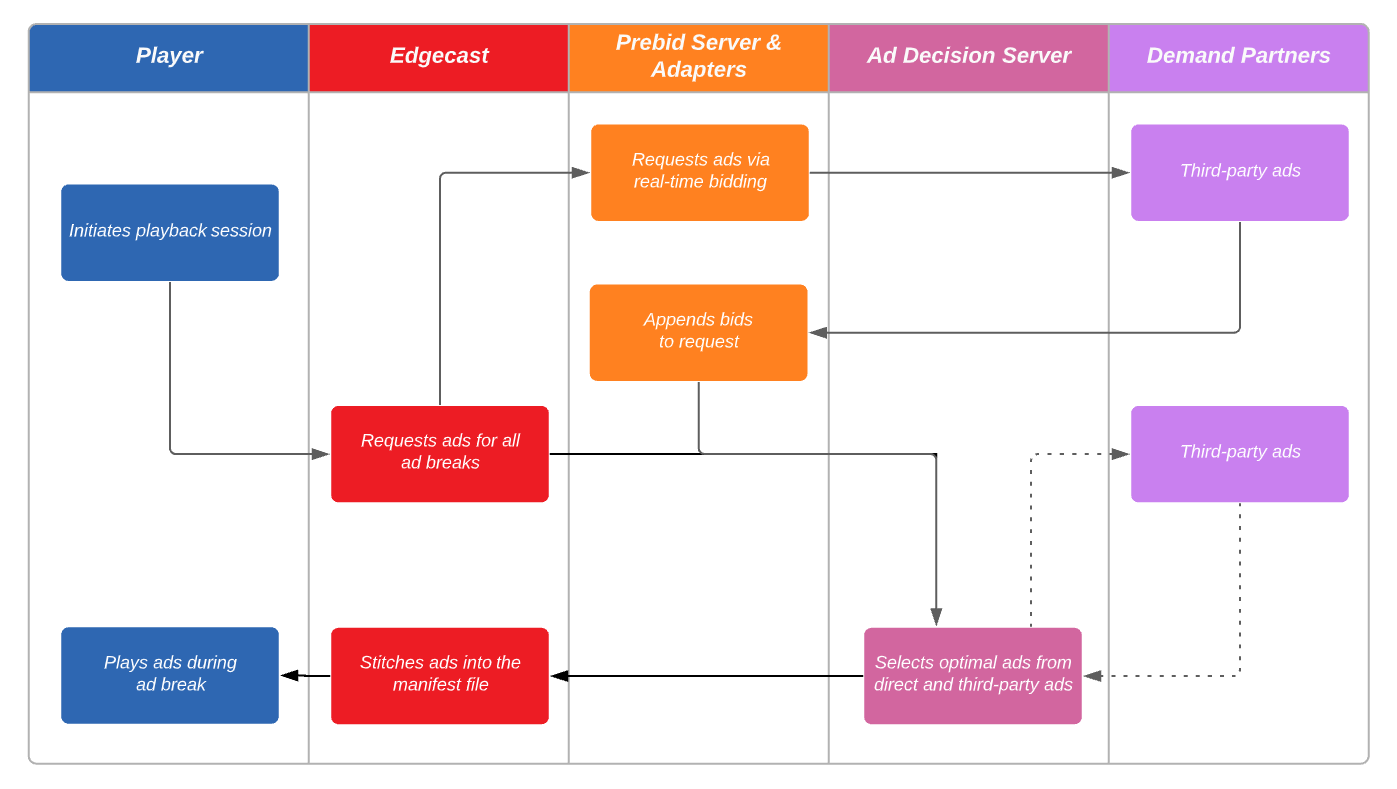 Player
Edgecast
Prebid Server &
Adapters
Ad Decision Server
Demand Partners
Requests ads via
real-time bidding
Third-party ads
Initiates playback session
Appends bids
to request
Requests ads for all
ad breaks
Third-party ads
Plays ads during
ad break
Stitches ads into the
manifest file
Selects optimal ads from
direct and third-party ads